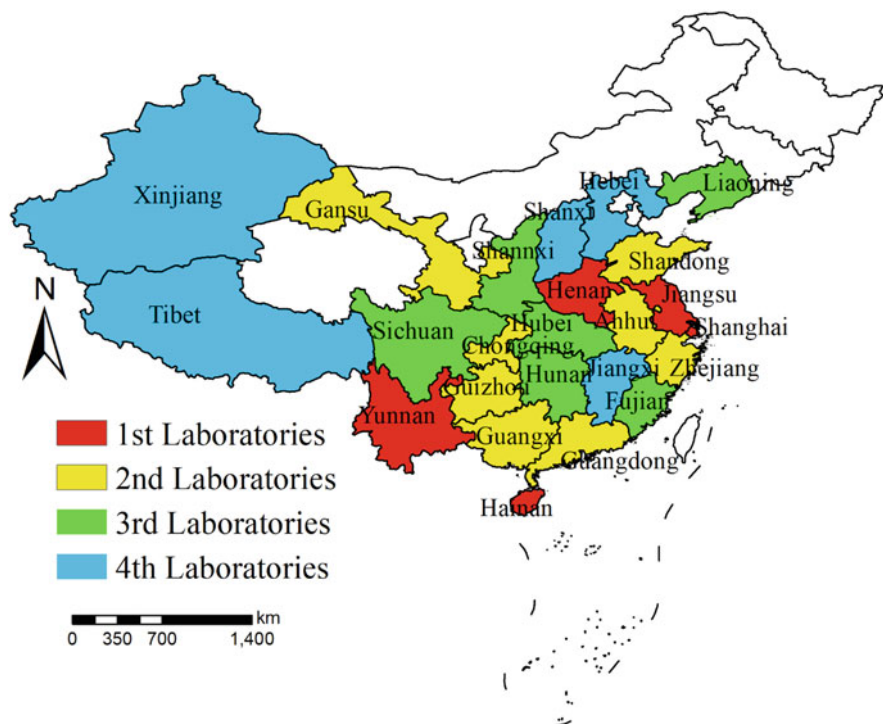 Hebei
Liaoning
Xinjiang
Gansu
Shanxi
Shannxi
Shandong
N
Henan
Jiangsu
Tibet
Sichuan
Hubei
Anhui
Shanghai
Chongqing
Hunan
Jiangxi
Zhejiang
Guizhou
Yunnan
Fujian
Guangxi
Guangdong
Hainan
1st Laboratories
2nd Laboratories
3rd Laboratories
4th Laboratories
km
0 350 700 1,400